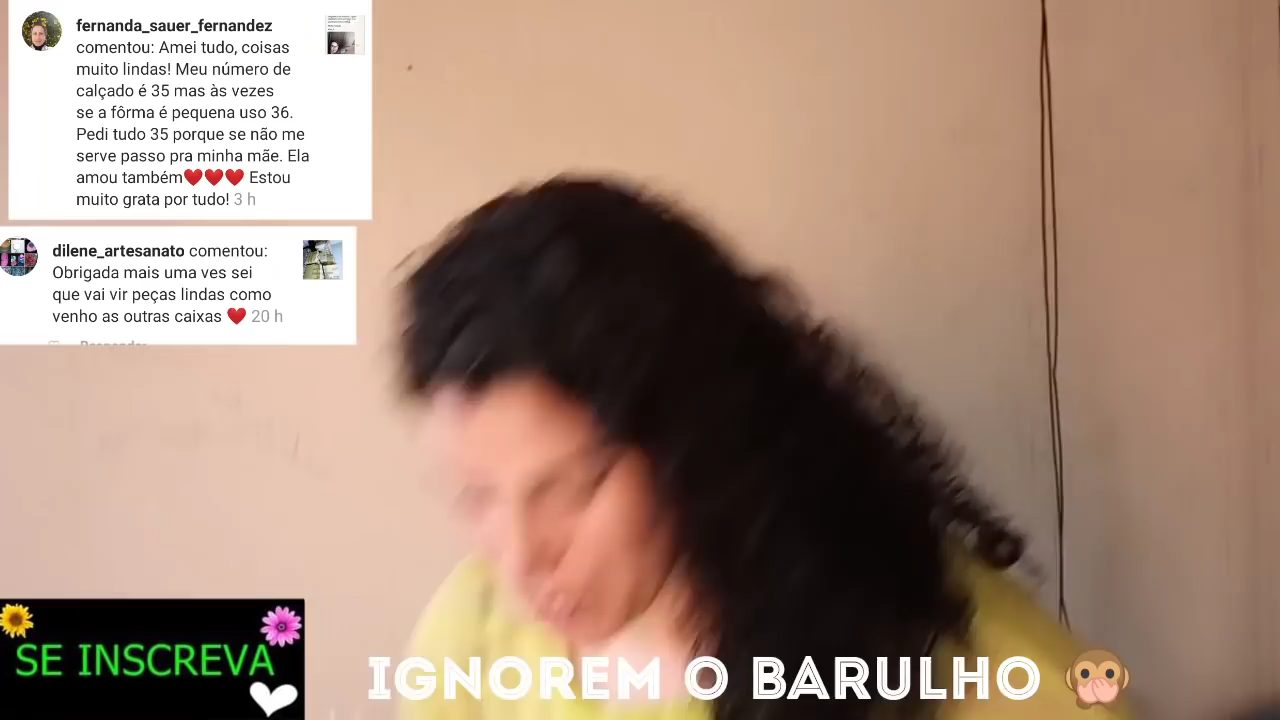 fernanda_sauer_fernandez
comentou: Amei tudo, coisas
muito lindas! Meu número de
calçado é 35 mas às vezes
se a fôrma é pequena uso 36.
Pedi tudo 35 porque se não me
serve passo pra minha mãe. Ela
amou também❤️❤️❤️ Estou
muito grata por tudo! 3 h
dilene_artesanato comentou:
Obrigada mais uma ves sei
que vai vir peças lindas como
venho as outras caixas ❤️ 20 h
SE INSCREVA
IGNOREM O BARULHO 🙊